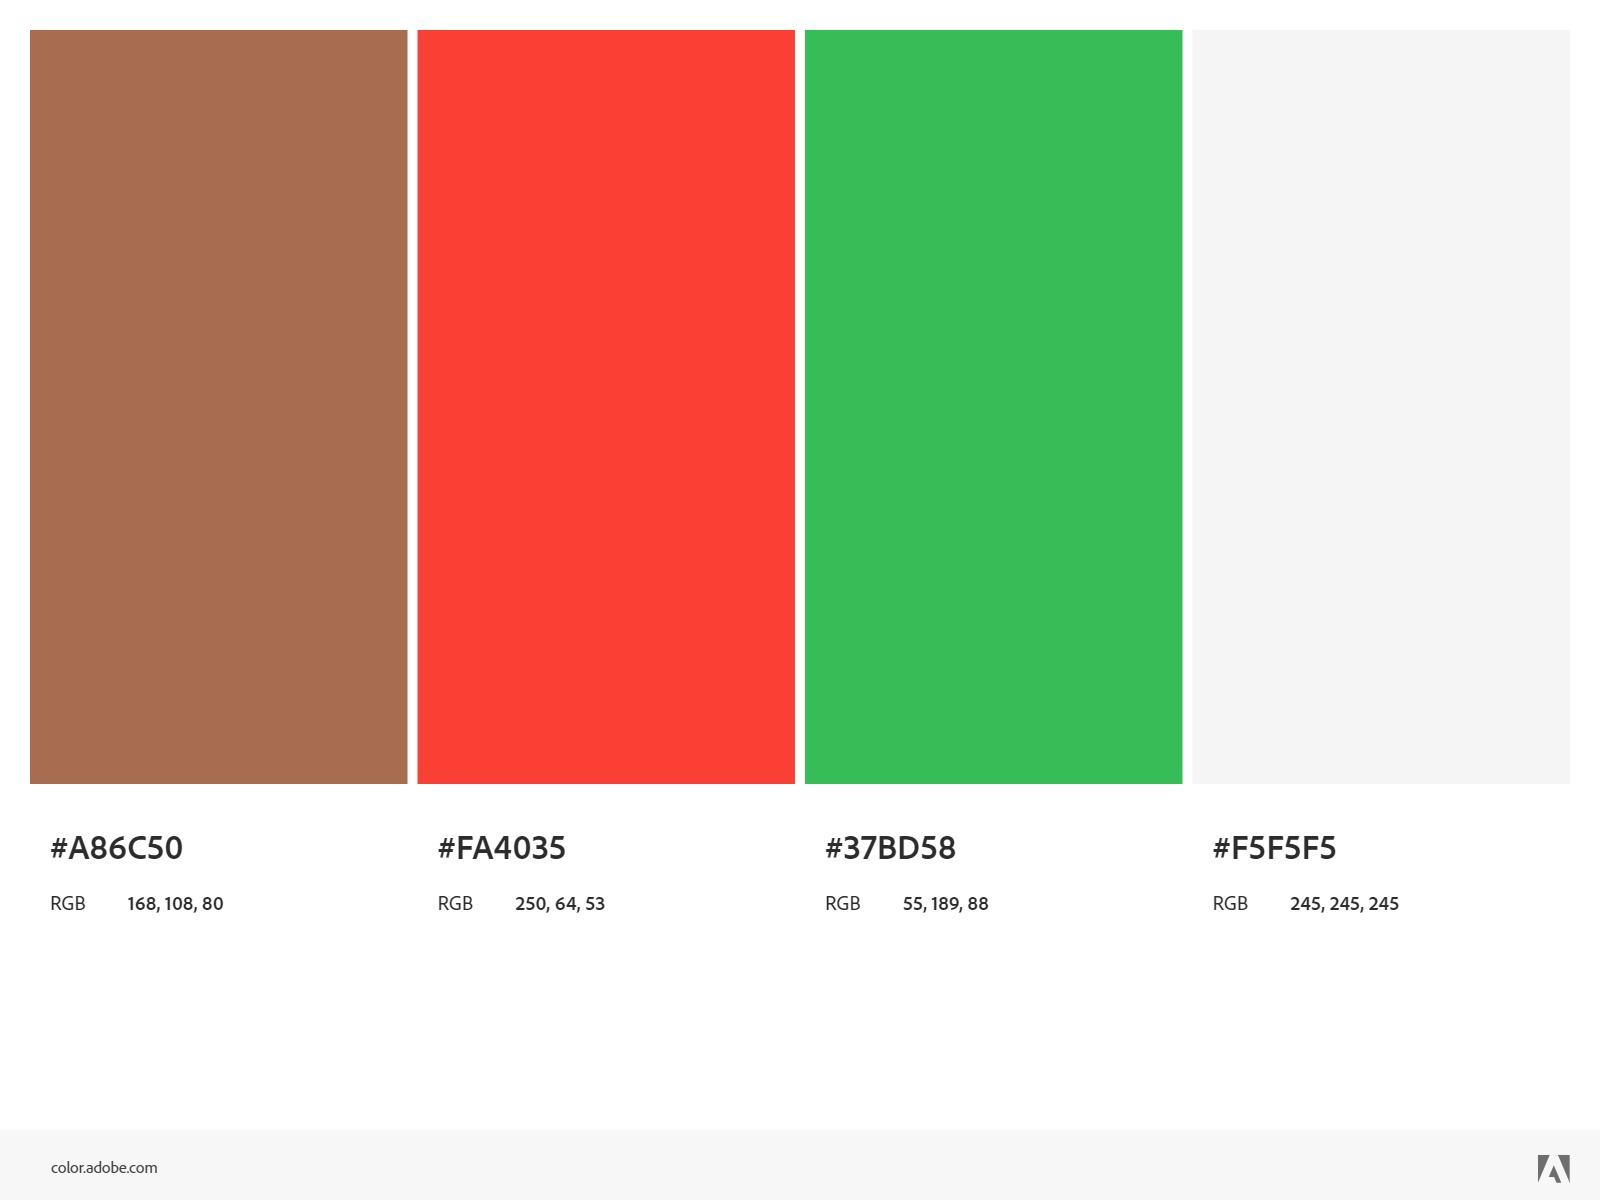 #A86C50
RGB 168, 108, 80
#FA4035
RGB 250, 64, 53
#37BD58
RGB 55, 189, 88
#F5F5F5
RGB 245, 245, 245
color.adobe.com